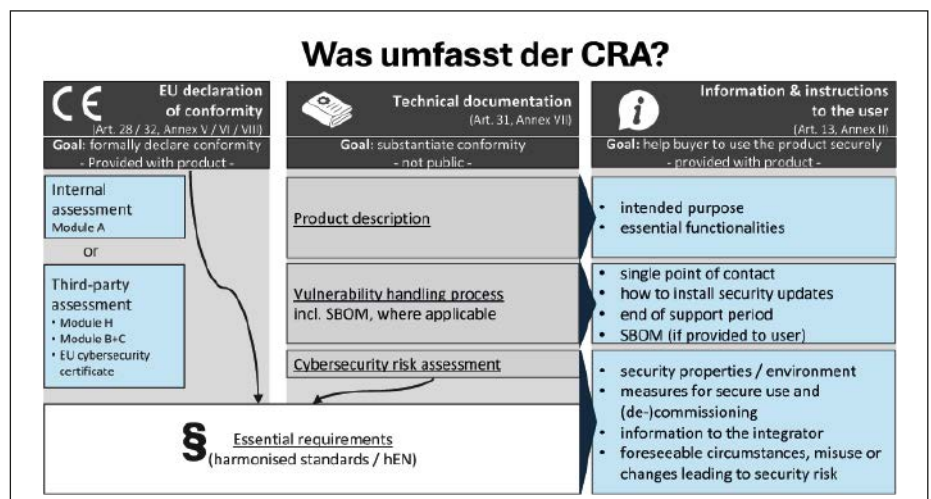 Was umfasst der CRA?
CE
EU declaration
of conformity
(Art. 28 / 32, Annex V / VI / VIII)
Goal: formally declare conformity
- Provided with product -
Internal
assessment
Module A
or
Third-party
assessment
• Module H
• Module B+C
• EU cybersecurity
certificate
Technical documentation
(Art. 31, Annex VII)
Goal: substantiate conformity
- not public -
Product description
Vulnerability handling process
incl. SBOM, where applicable
Cybersecurity risk assessment
§ Essential requirements
(harmonised standards / hEN)
i
Information & instructions
to the user
(Art. 13, Annex II)
Goal: help buyer to use the product securely
- provided with product -
• intended purpose
• essential functionalities
• single point of contact
• how to install security updates
• end of support period
• SBOM (if provided to user)
• security properties / environment
• measures for secure use and
(de-)commissioning
• information to the integrator
• foreseeable circumstances, misuse or
changes leading to security risk